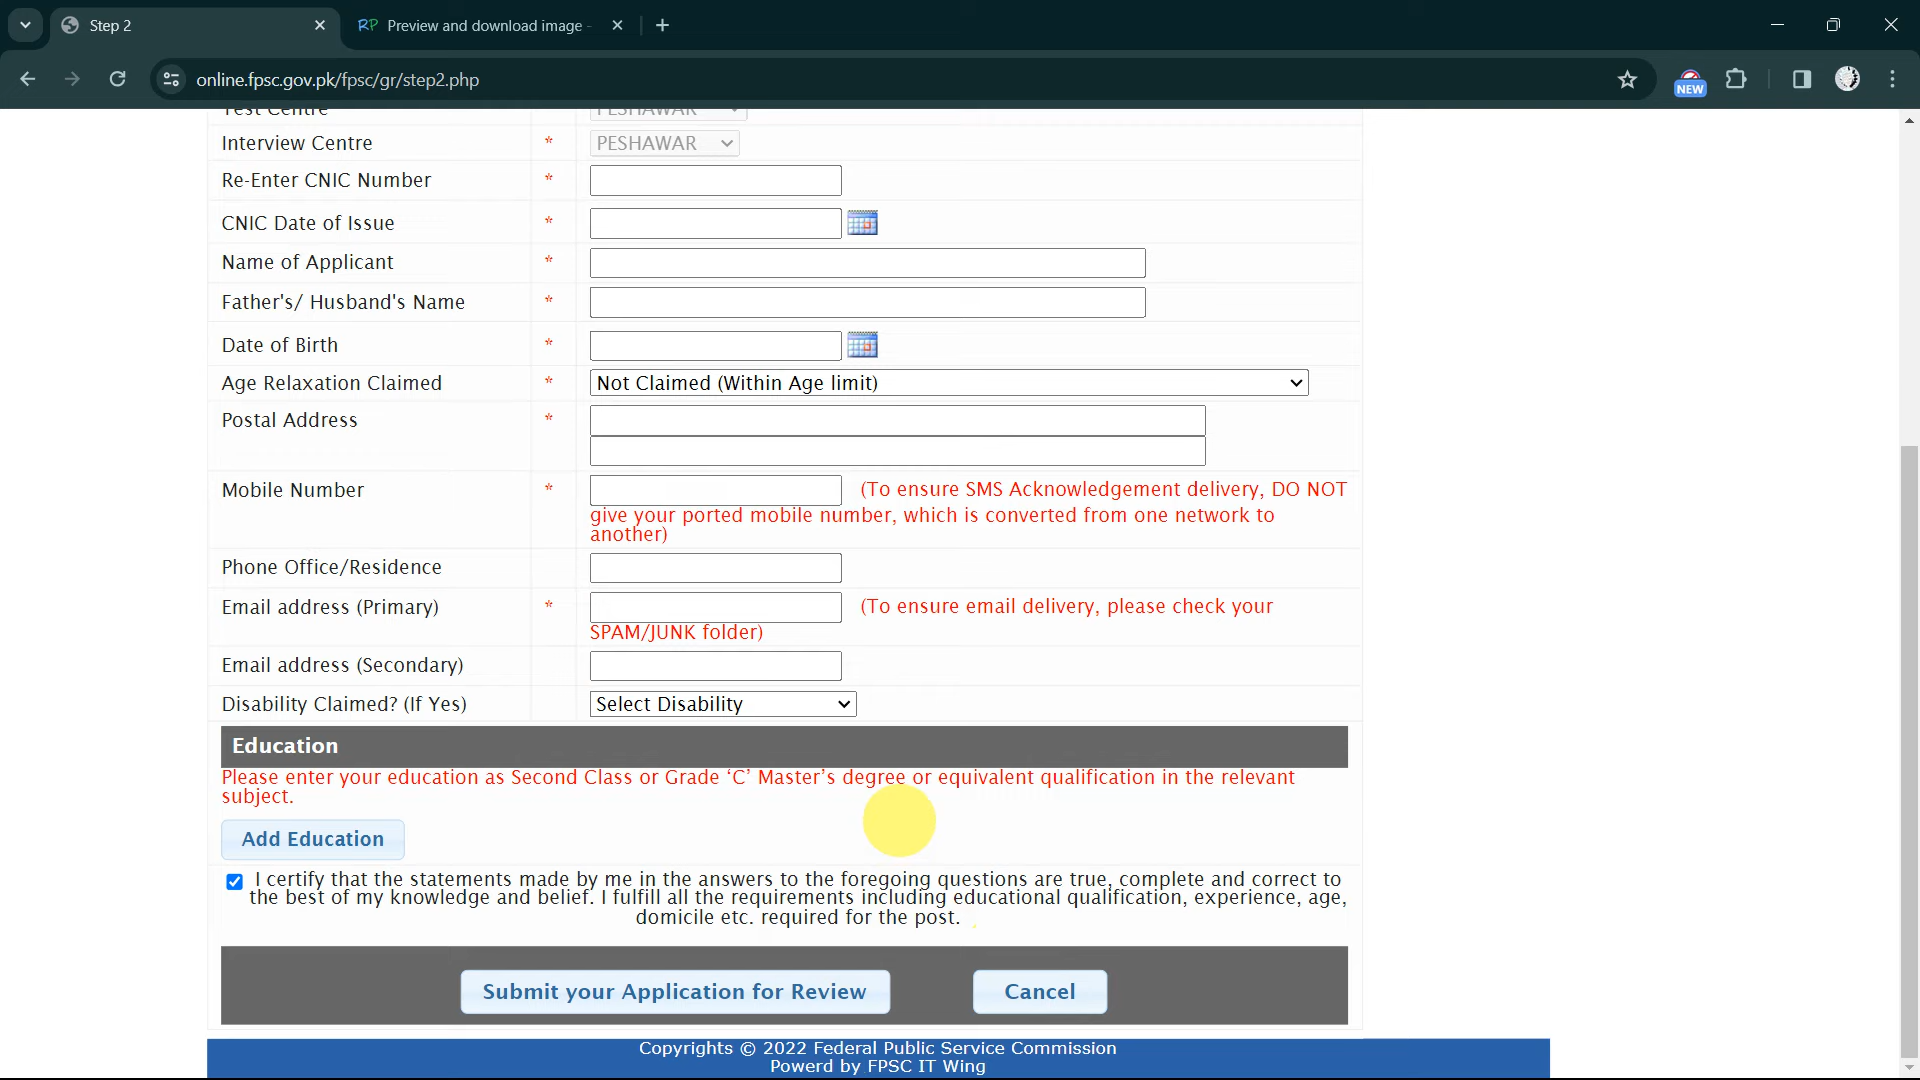 Step 2
RP Preview and download image -
online.fpsc.gov.pk/fpsc/gr/step2.php
NEW
Test Centre PESHAWAR
Interview Centre * PESHAWAR
Re-Enter CNIC Number *
CNIC Date of Issue *
Name of Applicant *
Father's/ Husband's Name *
Date of Birth *
Age Relaxation Claimed * Not Claimed (Within Age limit)
Postal Address *
Mobile Number * (To ensure SMS Acknowledgement delivery, DO NOT
give your ported mobile number, which is converted from one network to
another)
Phone Office/Residence
Email address (Primary) * (To ensure email delivery, please check your
SPAM/JUNK folder)
Email address (Secondary)
Disability Claimed? (If Yes) Select Disability
Education
Please enter your education as Second Class or Grade ‘C’ Master’s degree or equivalent qualification in the relevant
subject.
Add Education
I certify that the statements made by me in the answers to the foregoing questions are true, complete and correct to
the best of my knowledge and belief. I fulfill all the requirements including educational qualification, experience, age,
domicile etc. required for the post.
Submit your Application for Review Cancel
Copyrights © 2022 Federal Public Service Commission
Powerd by FPSC IT Wing